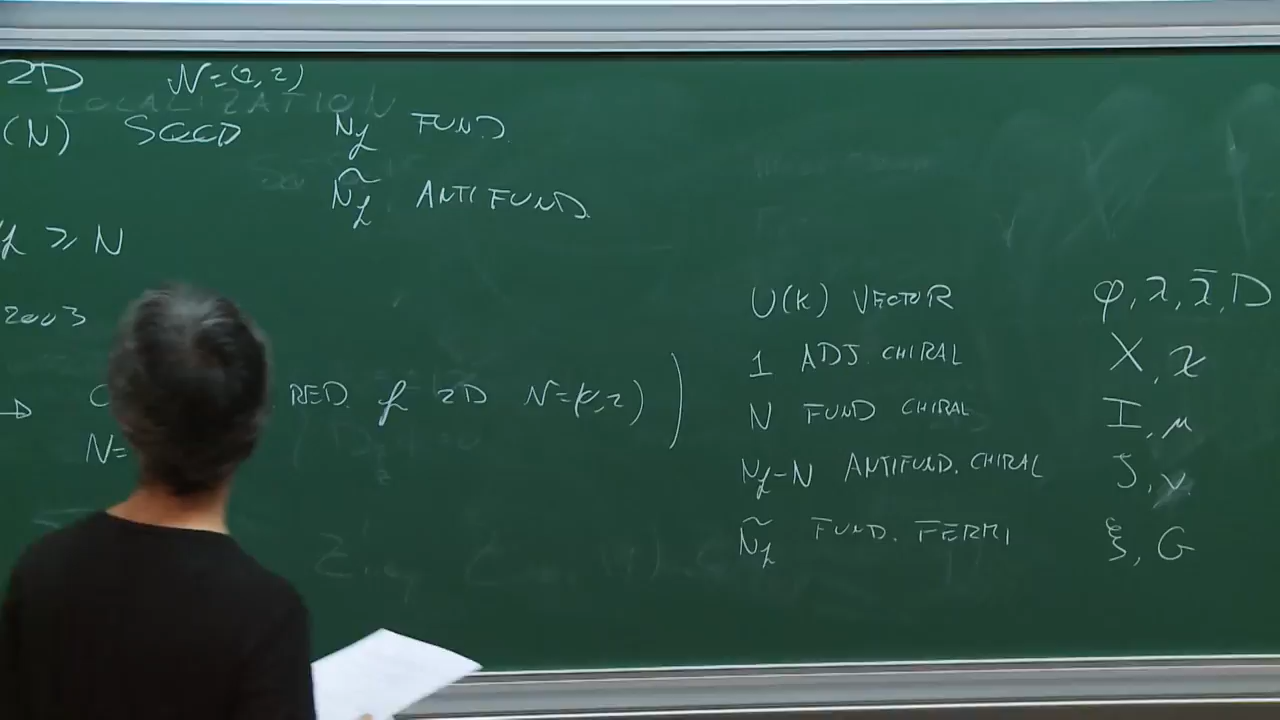 2D N=(2,2)
LOCALIZATION
(N) SQCD N_f FUND.
Ñ_f ANTIFUND.
f ≥ N
2003
→ RED. of 2D N=(0,2) )
N=
U(K) VECTOR φ, λ, λ̄, D
1 ADJ. CHIRAL X, χ
N FUND CHIRAL I, μ
N_f-N ANTIFUND. CHIRAL J, ν
Ñ_f FUND. FERMI ξ, G